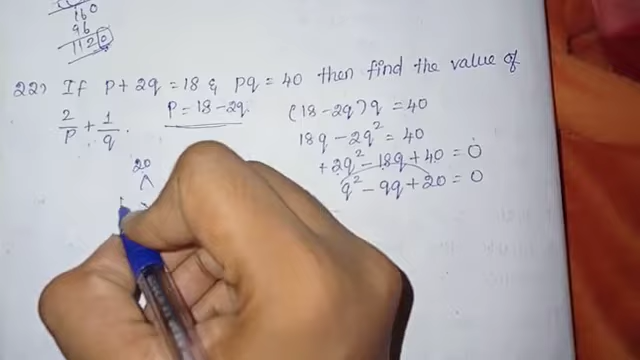 160
96
1120
22) If P + 2q = 18 & Pq = 40 then find the value of
2/P + 1/q . P = 18 - 2q (18 - 2q) q = 40
18q - 2q² = 40
+2q² - 18q + 40 = 0
q² - 9q + 20 = 0
20